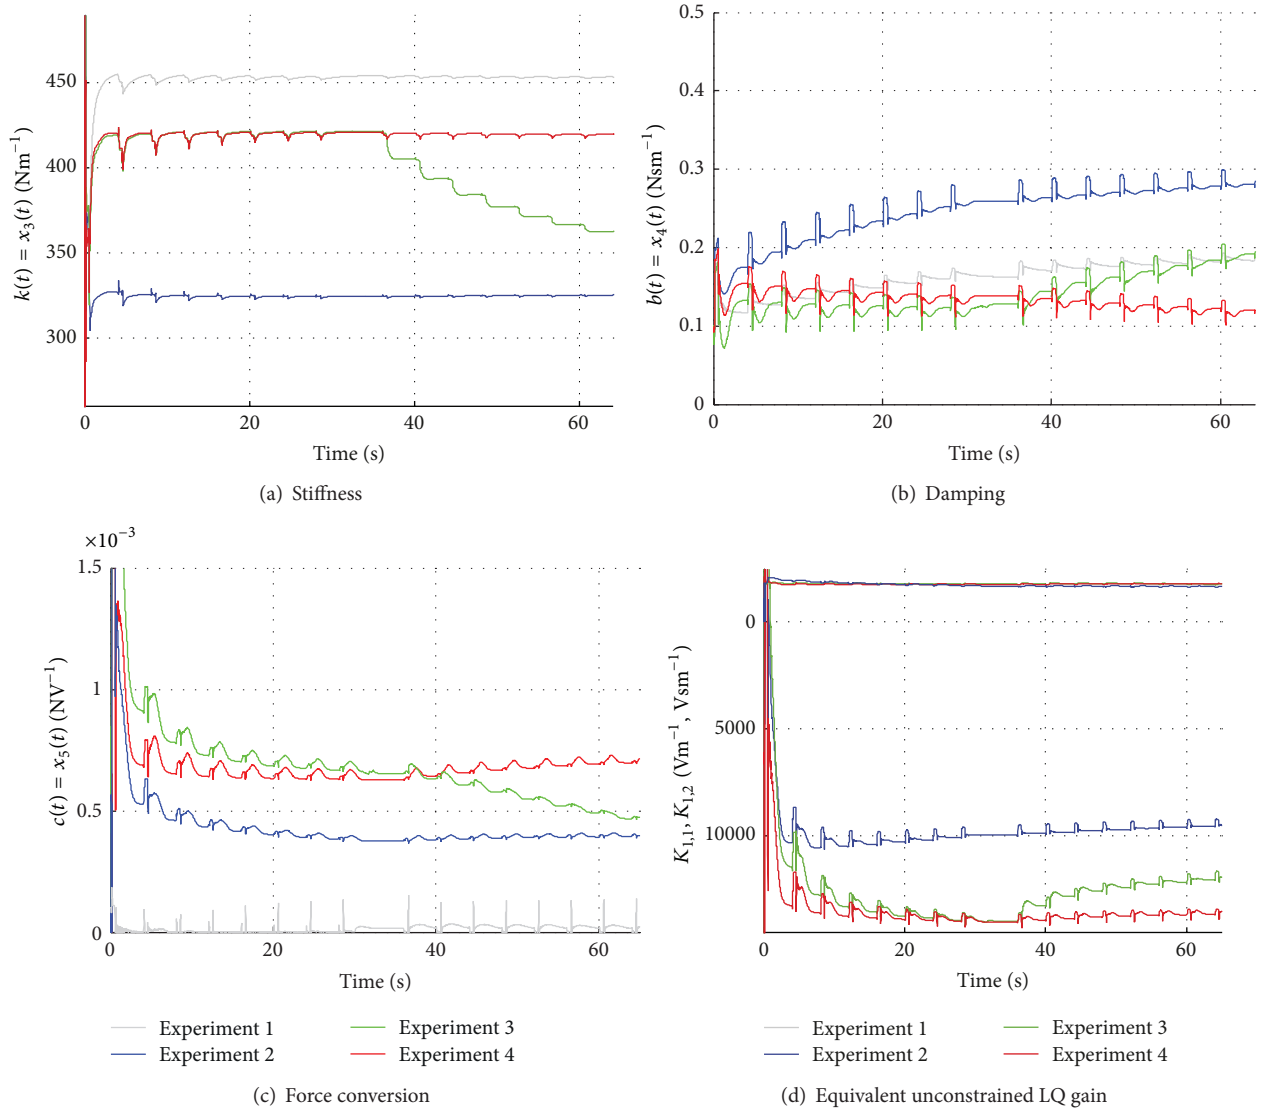 450
400
350
300
0
20
40
60
k(t) = x₃(t) (Nm⁻¹)
Time (s)
(a) Stiffness
0.5
0.4
0.3
0.2
0.1
0
0
20
40
60
b(t) = x₄(t) (Nsm⁻¹)
Time (s)
(b) Damping
×10⁻³
1.5
1
0.5
0
0
20
40
60
c(t) = x₅(t) (NV⁻¹)
Time (s)
Experiment 1
Experiment 2
Experiment 3
Experiment 4
(c) Force conversion
0
5000
10000
0
20
40
60
K₁,₁, K₁,₂ (Vm⁻¹, Vsm⁻¹)
Time (s)
Experiment 1
Experiment 2
Experiment 3
Experiment 4
(d) Equivalent unconstrained LQ gain